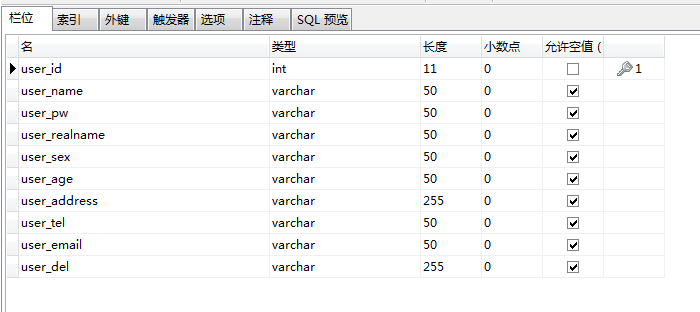 栏位 索引 外键 触发器 选项 注释 SQL 预览
名 类型 长度 小数点 允许空值 (
user_id int 11 0 1
user_name varchar 50 0
user_pw varchar 50 0
user_realname varchar 50 0
user_sex varchar 50 0
user_age varchar 50 0
user_address varchar 255 0
user_tel varchar 50 0
user_email varchar 50 0
user_del varchar 255 0